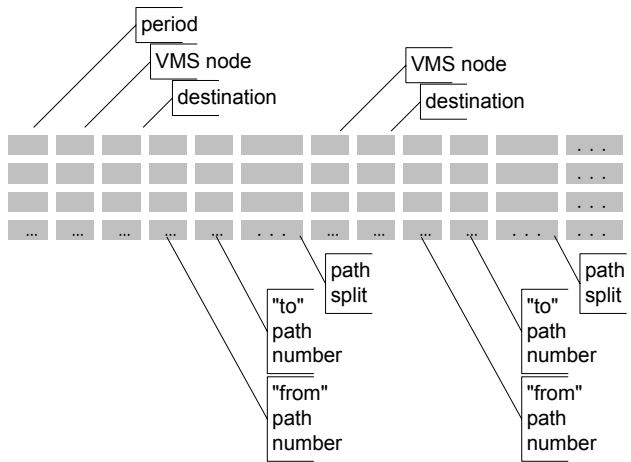 period
VMS node
destination
VMS node
destination
. . .
. . .
. . .
... ... ... ... ... . . . ... ... ... ... . . . . . .
path
split
"to"
path
number
"from"
path
number
path
split
"to"
path
number
"from"
path
number